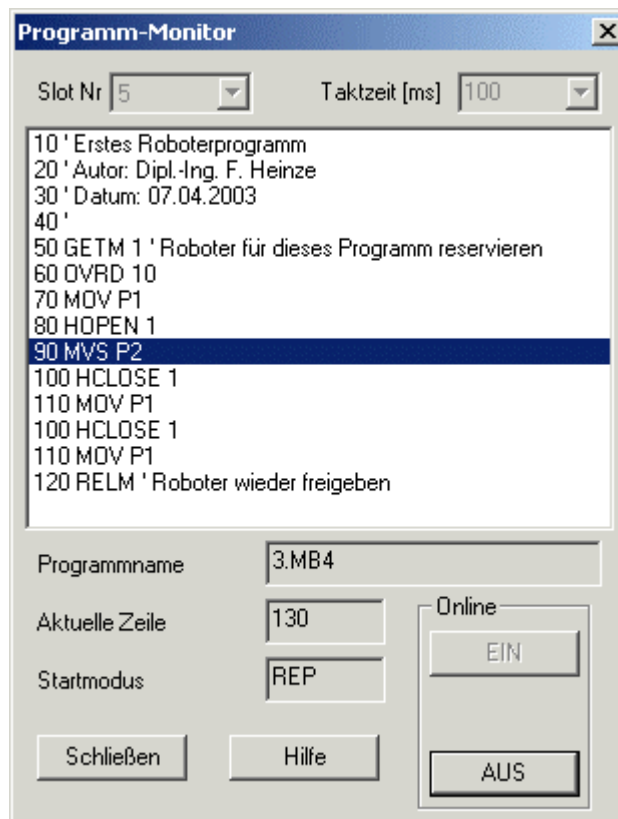 Programm-Monitor
Slot Nr 5 Taktzeit [ms] 100
10 ' Erstes Roboterprogramm
20 ' Autor: Dipl.-Ing. F. Heinze
30 ' Datum: 07.04.2003
40 '
50 GETM 1 ' Roboter für dieses Programm reservieren
60 OVRD 10
70 MOV P1
80 HOPEN 1
90 MVS P2
100 HCLOSE 1
110 MOV P1
100 HCLOSE 1
110 MOV P1
120 RELM ' Roboter wieder freigeben
Programmname 3.MB4
Aktuelle Zeile 130
Startmodus REP
Online
EIN
AUS
Schließen Hilfe